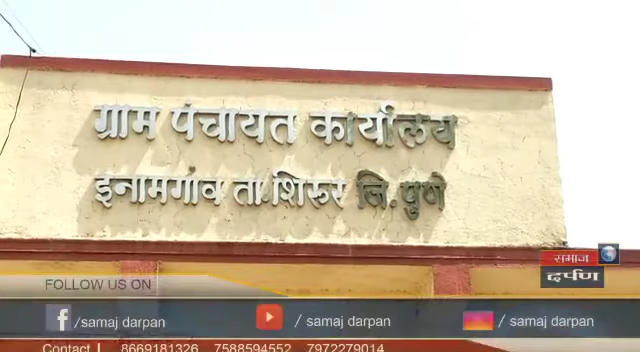 ग्राम पंचायत कार्यालय
इनामगांव ता.शिरुर जि.पुणे
समाज
दर्पण
FOLLOW US ON
/samaj darpan / samaj darpan / samaj darpan
Contact 8669181326 7588594552 7972279014